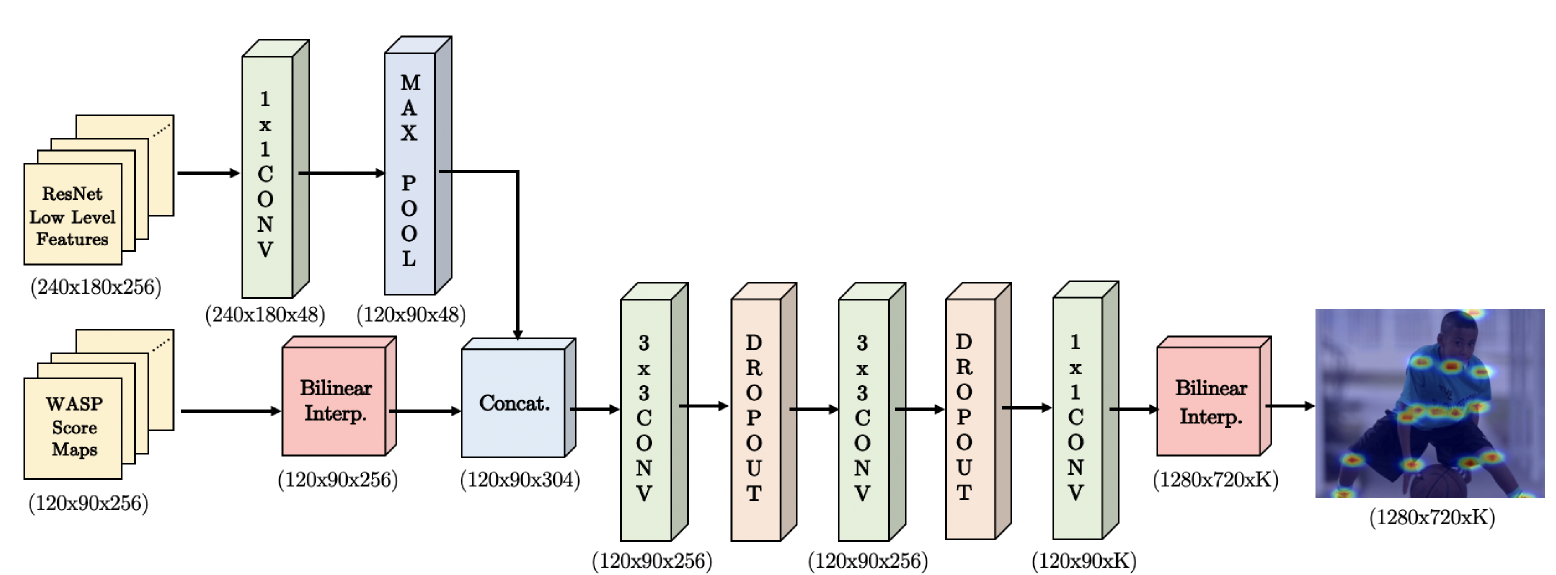 ResNet
Low Level
Features
(240x180x256)
1x1CONV
(240x180x48)
MAX POOL
(120x90x48)
WASP
Score
Maps
(120x90x256)
Bilinear
Interp.
(120x90x256)
Concat.
(120x90x304)
3x3CONV
(120x90x256)
DROPOUT
3x3CONV
(120x90x256)
DROPOUT
1x1CONV
(120x90xK)
Bilinear
Interp.
(1280x720xK)
(1280x720xK)